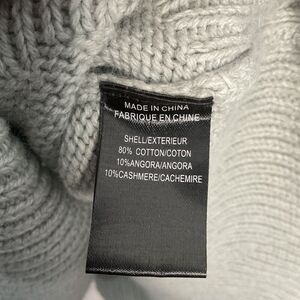 MADE IN CHINA
FABRIQUE EN CHINE
SHELL/EXTERIEUR
80% COTTON/COTON
10%ANGORA/ANGORA
10%CASHMERE/CACHEMIRE